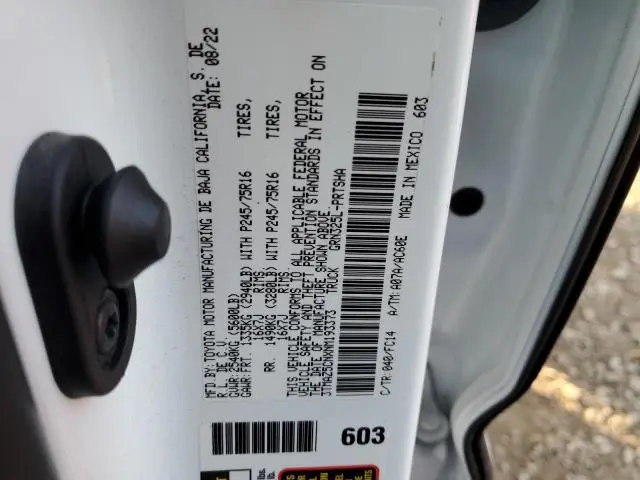 MFD. BY: TOYOTA MOTOR MANUFACTURING DE BAJA CALIFORNIA, S. DE
R.L. DE C.V. DATE: 08/22
GVWR: 2540KG (5600LB)
GAWR: FRT. 1335KG (2940LB) WITH P245/75R16 TIRES,
16X7J RIMS,
RR. 1490KG (3280LB) WITH P245/75R16 TIRES,
16X7J RIMS.
THIS VEHICLE CONFORMS TO ALL APPLICABLE FEDERAL MOTOR
VEHICLE SAFETY AND THEFT PREVENTION STANDARDS IN EFFECT ON
THE DATE OF MANUFACTURE SHOWN ABOVE.
TRUCK GRN325L-PRTSHA
C/TR: 040/FC14 A/TM: A07A/AC60E MADE IN MEXICO 603
603